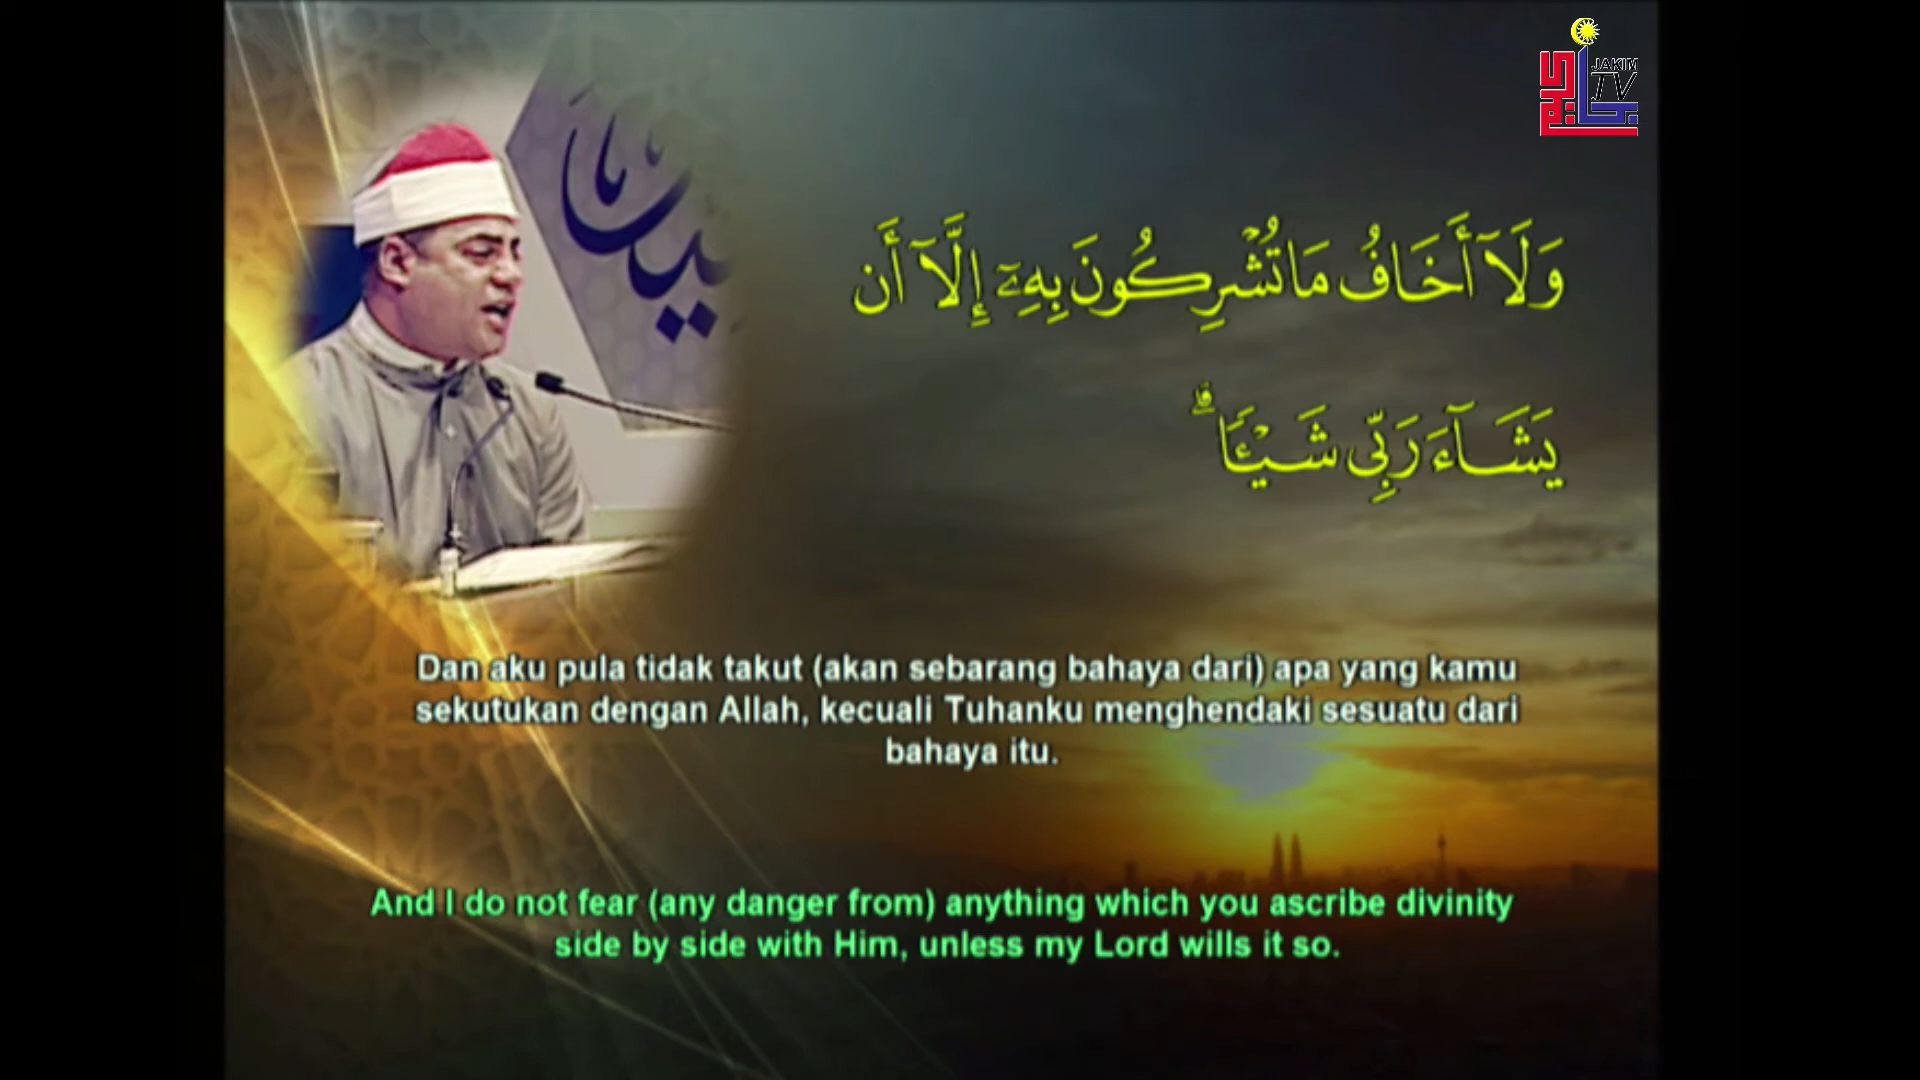 JAKIM
TV
وَلَآ أَخَافُ مَا تُشْرِكُونَ بِهِۦٓ إِلَّآ أَن
يَشَآءَ رَبِّى شَيْـًٔا ۗ
Dan aku pula tidak takut (akan sebarang bahaya dari) apa yang kamu
sekutukan dengan Allah, kecuali Tuhanku menghendaki sesuatu dari
bahaya itu.
And I do not fear (any danger from) anything which you ascribe divinity
side by side with Him, unless my Lord wills it so.